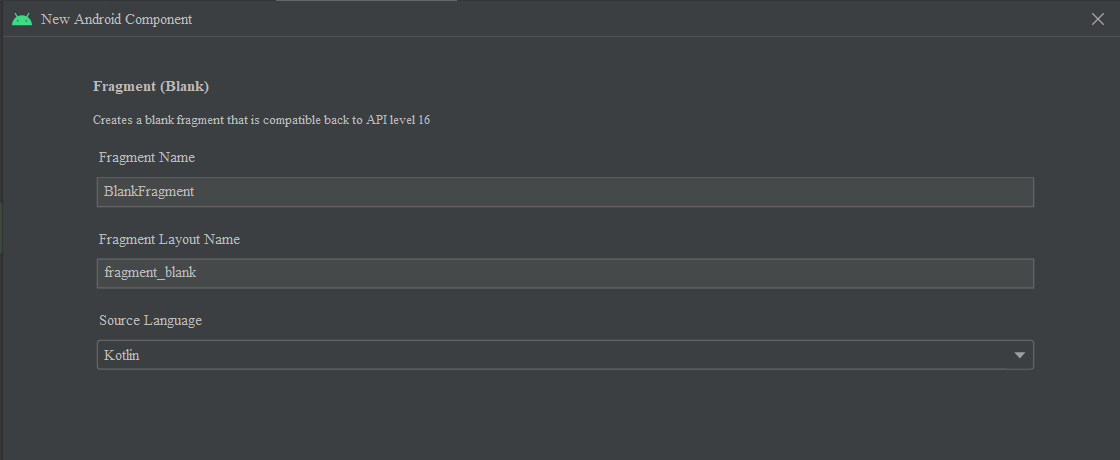 New Android Component
Fragment (Blank)
Creates a blank fragment that is compatible back to API level 16
Fragment Name
BlankFragment
Fragment Layout Name
fragment_blank
Source Language
Kotlin